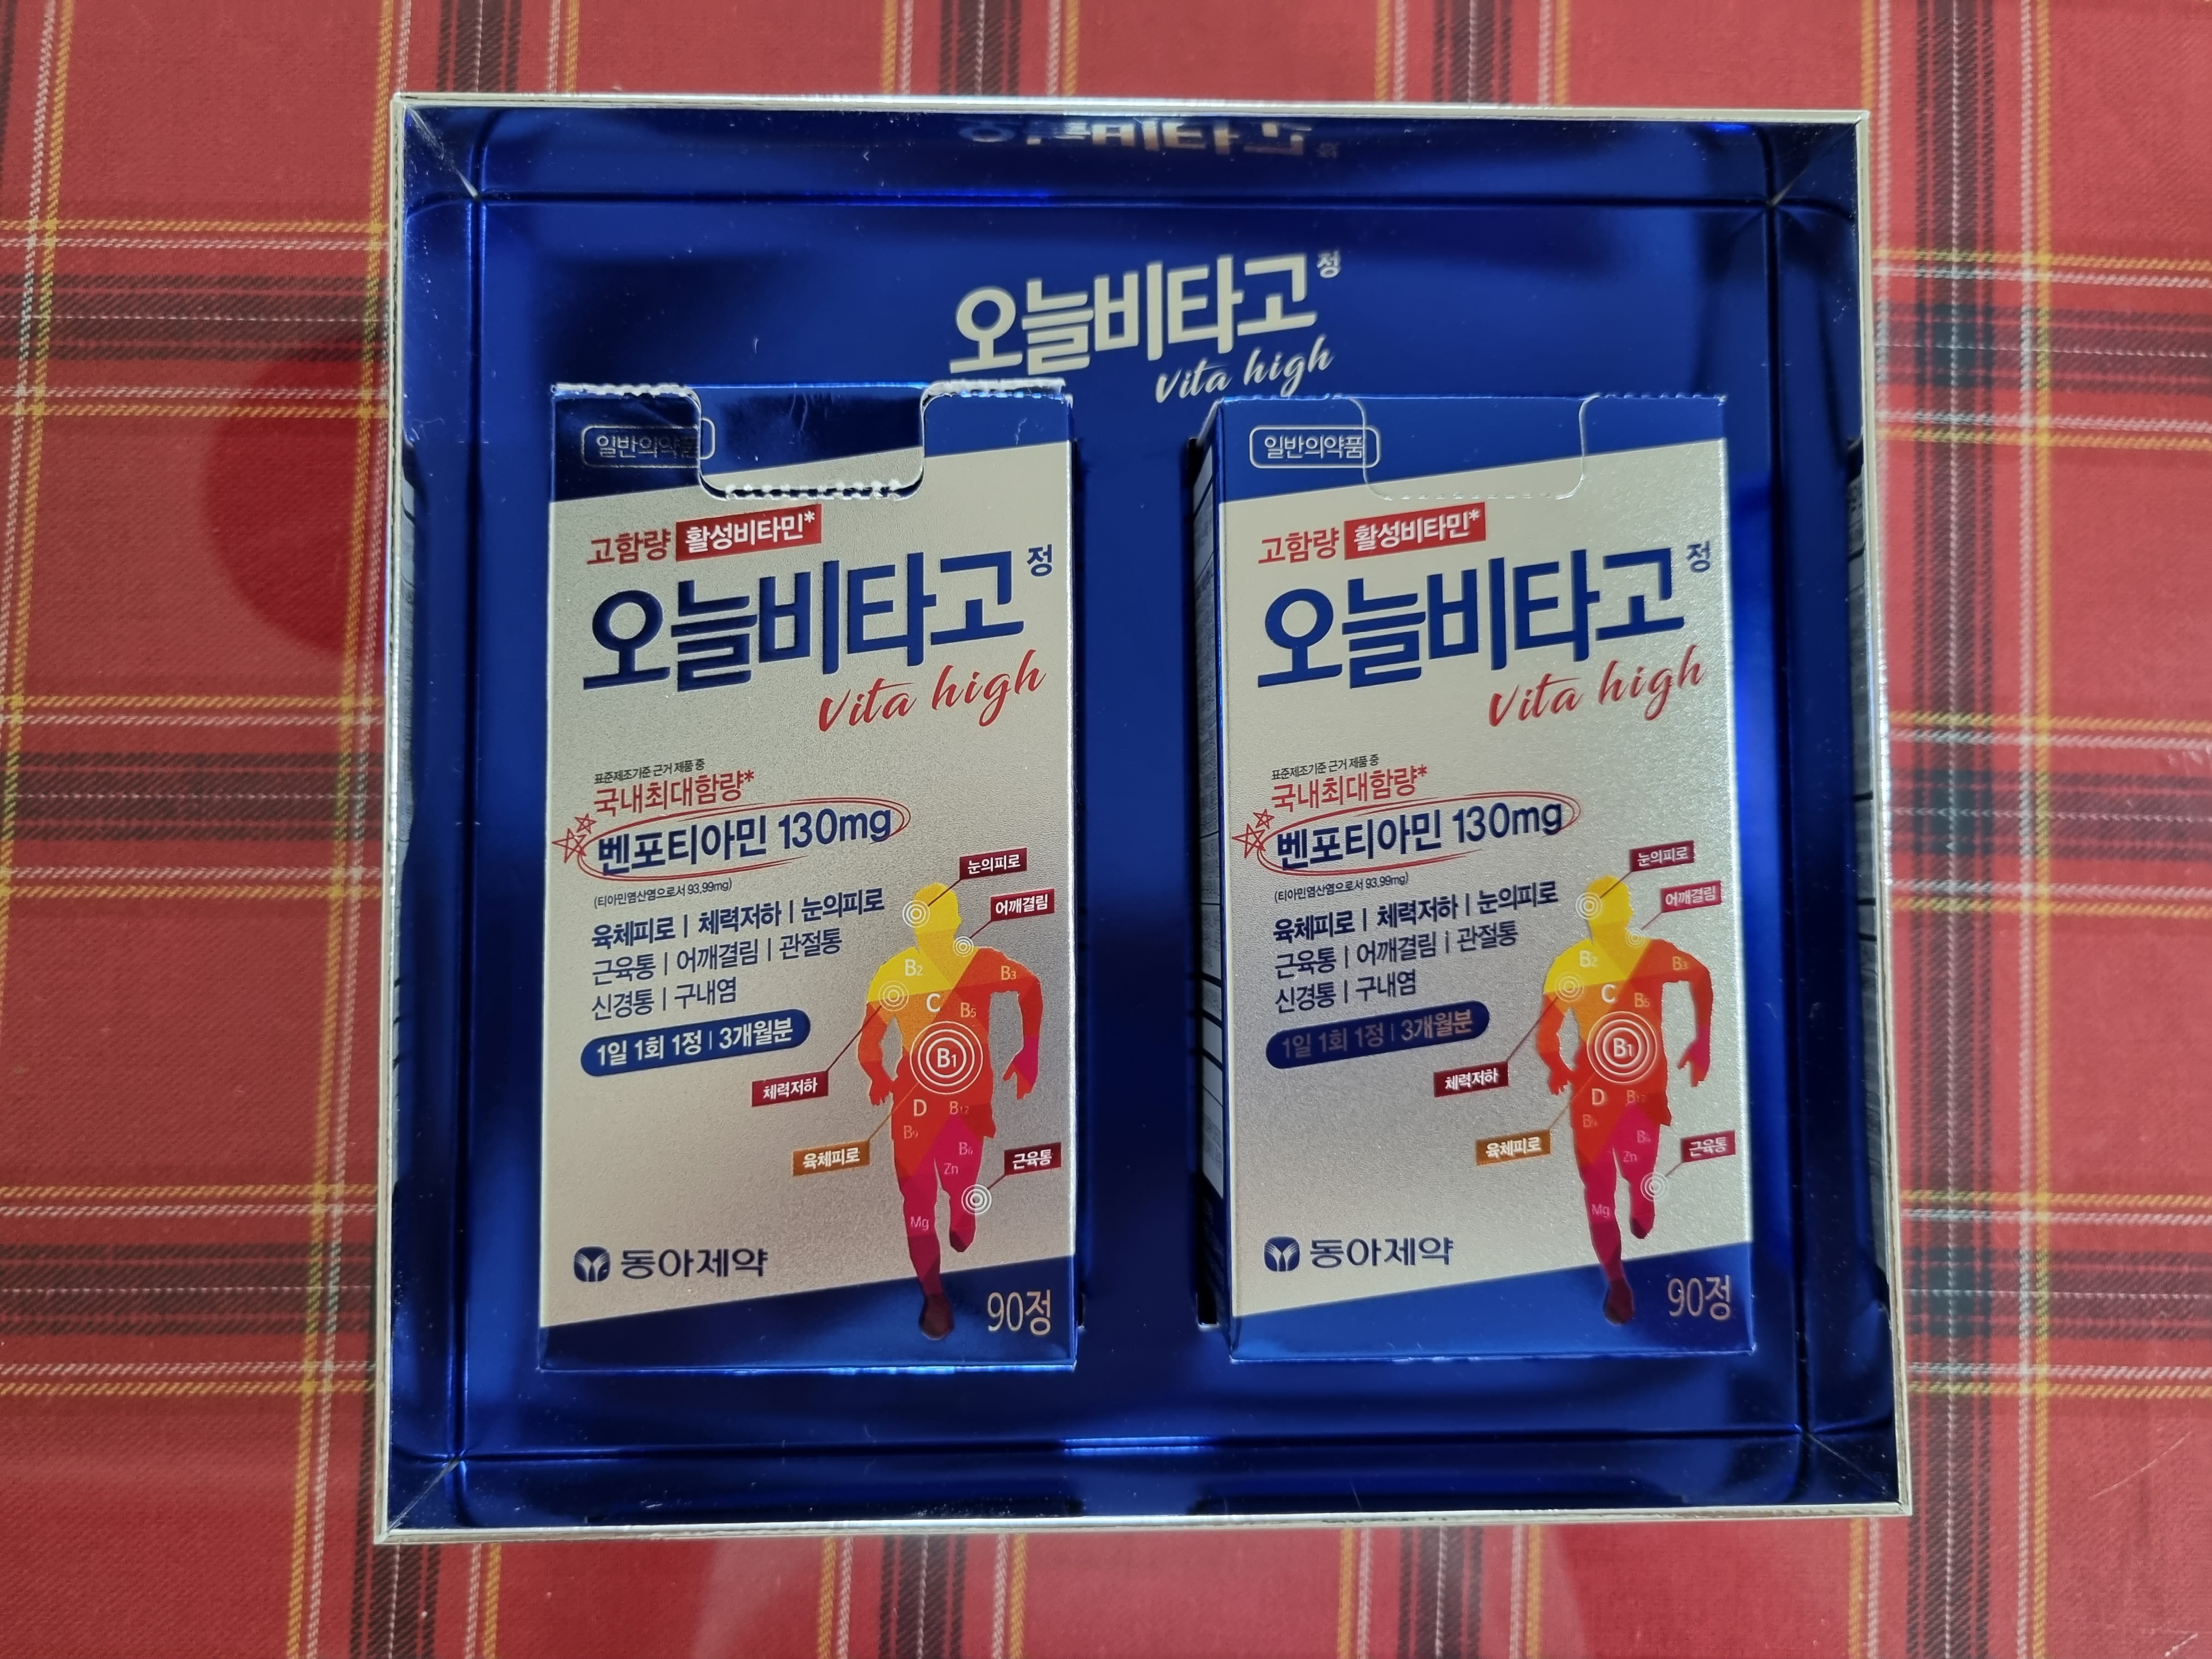 오늘비타고정
Vita high
일반의약품
고함량 활성비타민*
오늘비타고정
Vita high
표준제조기준 근거 제품 중
국내최대함량*
벤포티아민 130mg
(티아민염산염으로서 93.99mg)
육체피로 | 체력저하 | 눈의피로
근육통 | 어깨결림 | 관절통
신경통 | 구내염
1일 1회 1정 | 3개월분
눈의피로
어깨결림
B2
B3
C
B5
B1
체력저하
D
B12
B9
육체피로
B6
Zn
근육통
Mg
동아제약
90정
일반의약품
고함량 활성비타민*
오늘비타고정
Vita high
표준제조기준 근거 제품 중
국내최대함량*
벤포티아민 130mg
(티아민염산염으로서 93.99mg)
육체피로 | 체력저하 | 눈의피로
근육통 | 어깨결림 | 관절통
신경통 | 구내염
1일 1회 1정 | 3개월분
눈의피로
어깨결림
B2
B3
C
B5
B1
체력저하
D
B12
B9
육체피로
B6
Zn
근육통
Mg
동아제약
90정